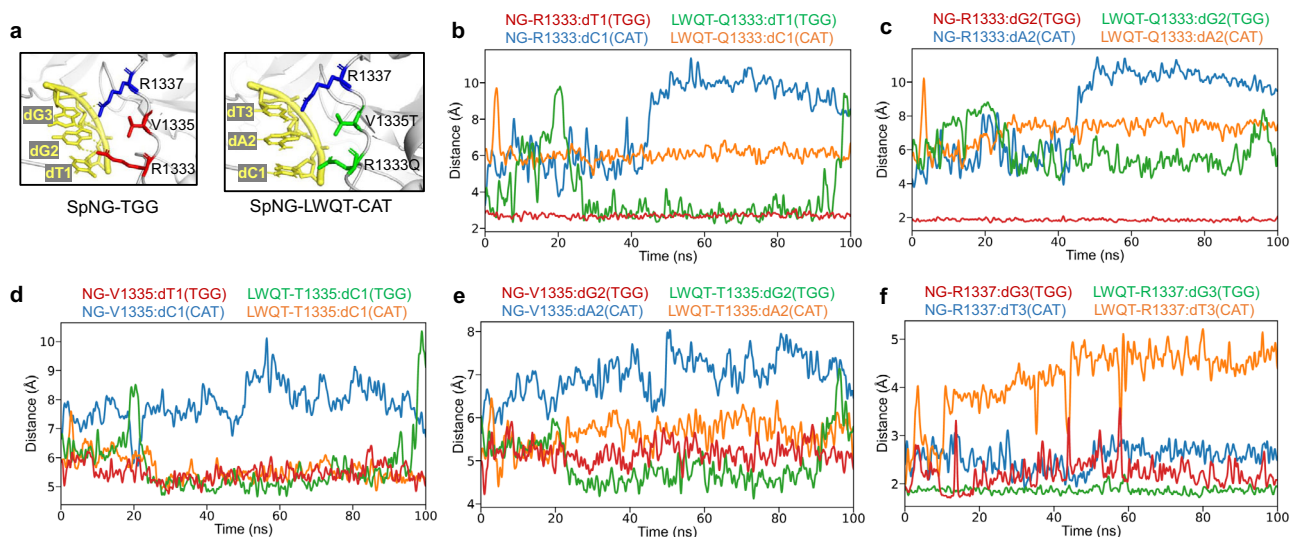 a
R1337
dG3
V1335
dG2
R1333
dT1
SpNG-TGG
R1337
dT3
V1335T
dA2
R1333Q
dC1
SpNG-LWQT-CAT
b
NG-R1333:dT1(TGG) LWQT-Q1333:dT1(TGG)
NG-R1333:dC1(CAT) LWQT-Q1333:dC1(CAT)
Distance (Å)
10
8
6
4
2
0 20 40 60 80 100
Time (ns)
c
NG-R1333:dG2(TGG) LWQT-Q1333:dG2(TGG)
NG-R1333:dA2(CAT) LWQT-Q1333:dA2(CAT)
Distance (Å)
10
8
6
4
2
0 20 40 60 80 100
Time (ns)
d
NG-V1335:dT1(TGG) LWQT-T1335:dC1(TGG)
NG-V1335:dC1(CAT) LWQT-T1335:dC1(CAT)
Distance (Å)
10
9
8
7
6
5
0 20 40 60 80 100
Time (ns)
e
NG-V1335:dG2(TGG) LWQT-T1335:dG2(TGG)
NG-V1335:dA2(CAT) LWQT-T1335:dA2(CAT)
Distance (Å)
8
7
6
5
4
0 20 40 60 80 100
Time (ns)
f
NG-R1337:dG3(TGG) LWQT-R1337:dG3(TGG)
NG-R1337:dT3(CAT) LWQT-R1337:dT3(CAT)
Distance (Å)
5
4
3
2
0 20 40 60 80 100
Time (ns)